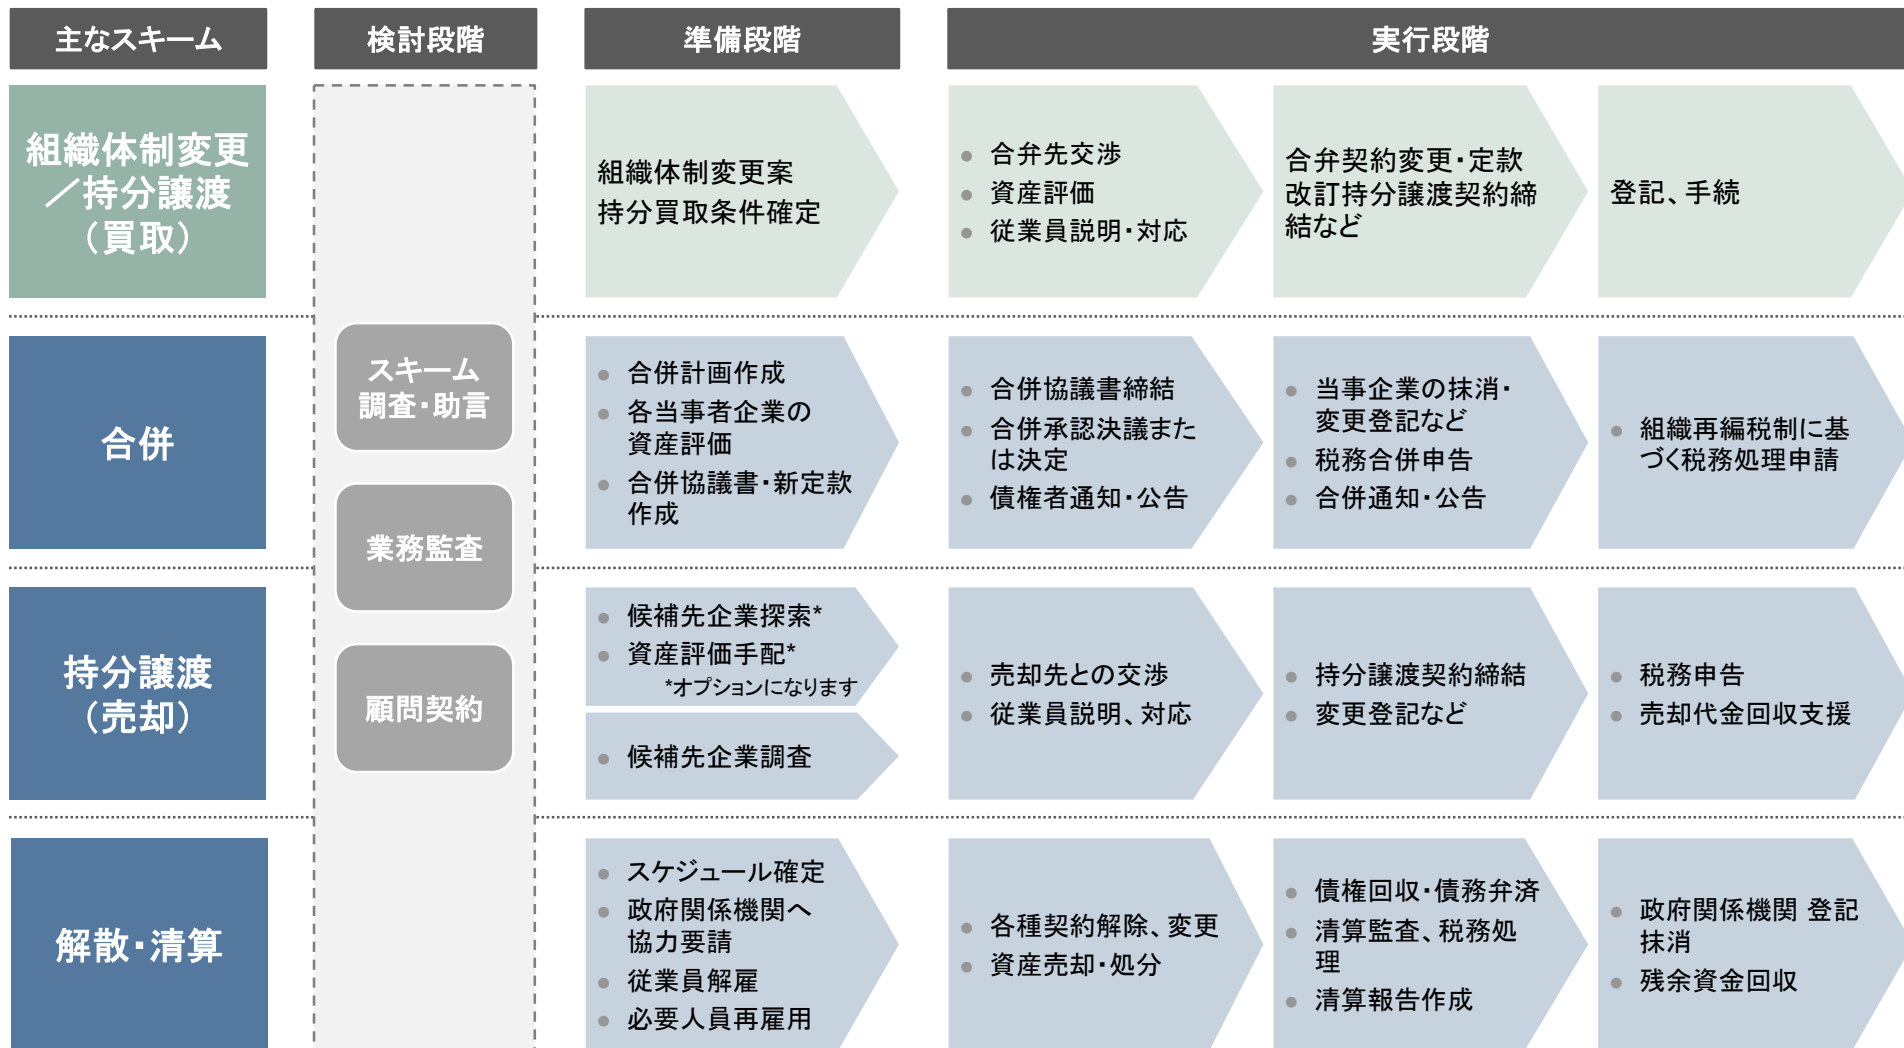 主なスキーム
検討段階
準備段階
実行段階
組織体制変更
／持分譲渡
（買取）
組織体制変更案
持分買取条件確定
合弁先交渉
資産評価
従業員説明・対応
合弁契約変更・定款
改訂持分譲渡契約締
結など
登記、手続
スキーム
調査・助言
業務監査
顧問契約
合併
合併計画作成
各当事者企業の
資産評価
合併協議書・新定款
作成
合併協議書締結
合併承認決議また
は決定
債権者通知・公告
当事企業の抹消・
変更登記など
税務合併申告
合併通知・公告
組織再編税制に基
づく税務処理申請
持分譲渡
（売却）
候補先企業探索*
資産評価手配*
*オプションになります
候補先企業調査
売却先との交渉
従業員説明、対応
持分譲渡契約締結
変更登記など
税務申告
売却代金回収支援
解散・清算
スケジュール確定
政府関係機関へ
協力要請
従業員解雇
必要人員再雇用
各種契約解除、変更
資産売却・処分
債権回収・債務弁済
清算監査、税務処
理
清算報告作成
政府関係機関 登記
抹消
残余資金回収